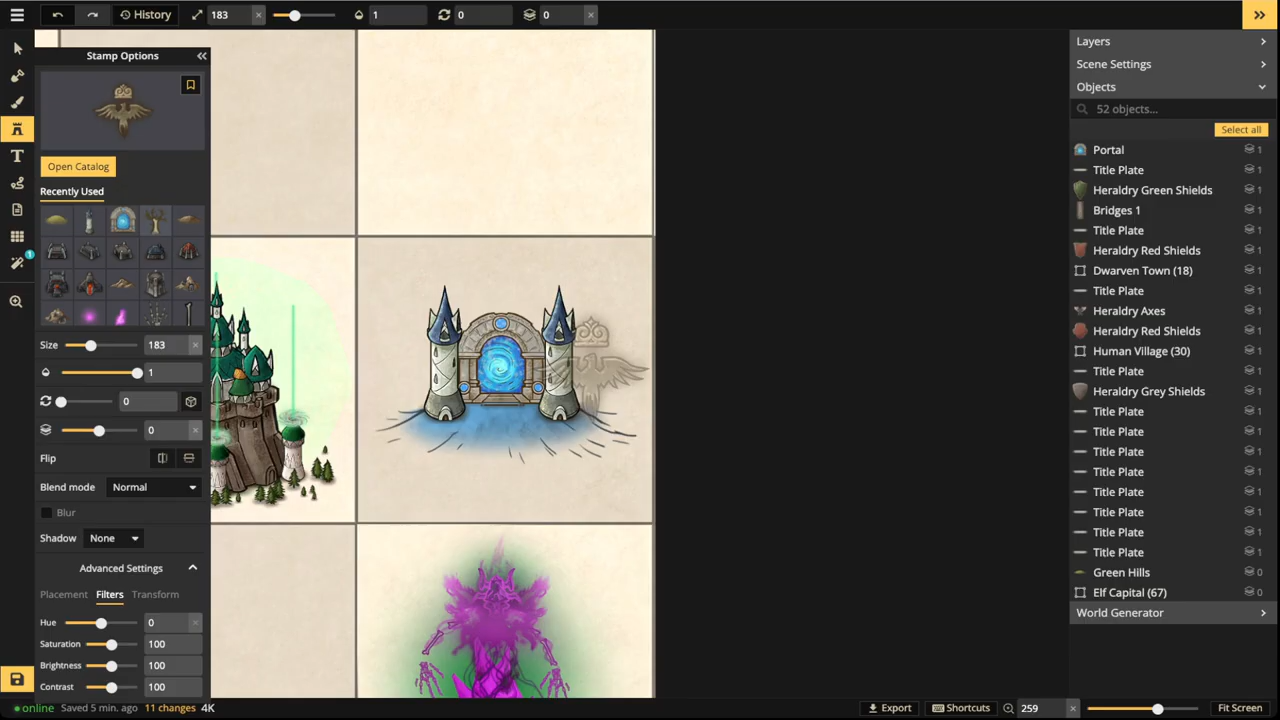 History 183 × 1 0 0 ×
Stamp Options
Open Catalog
Recently Used
Size 183 ×
1
0
0 ×
Flip
Blend mode Normal
Blur
Shadow None
Advanced Settings
Placement Filters Transform
Hue 0 ×
Saturation 100
Brightness 100
Contrast 100
1
Layers
Scene Settings
Objects
52 objects...
Select all
Portal 1
Title Plate 1
Heraldry Green Shields 1
Bridges 1 1
Title Plate 1
Heraldry Red Shields 1
Dwarven Town (18) 1
Title Plate 1
Heraldry Axes 1
Heraldry Red Shields 1
Human Village (30) 1
Title Plate 1
Heraldry Grey Shields 1
Title Plate 1
Title Plate 1
Title Plate 1
Title Plate 1
Title Plate 1
Title Plate 1
Title Plate 1
Title Plate 1
Green Hills 0
Elf Capital (67) 0
World Generator
online Saved 5 min. ago 11 changes 4K Export Shortcuts 259 × Fit Screen